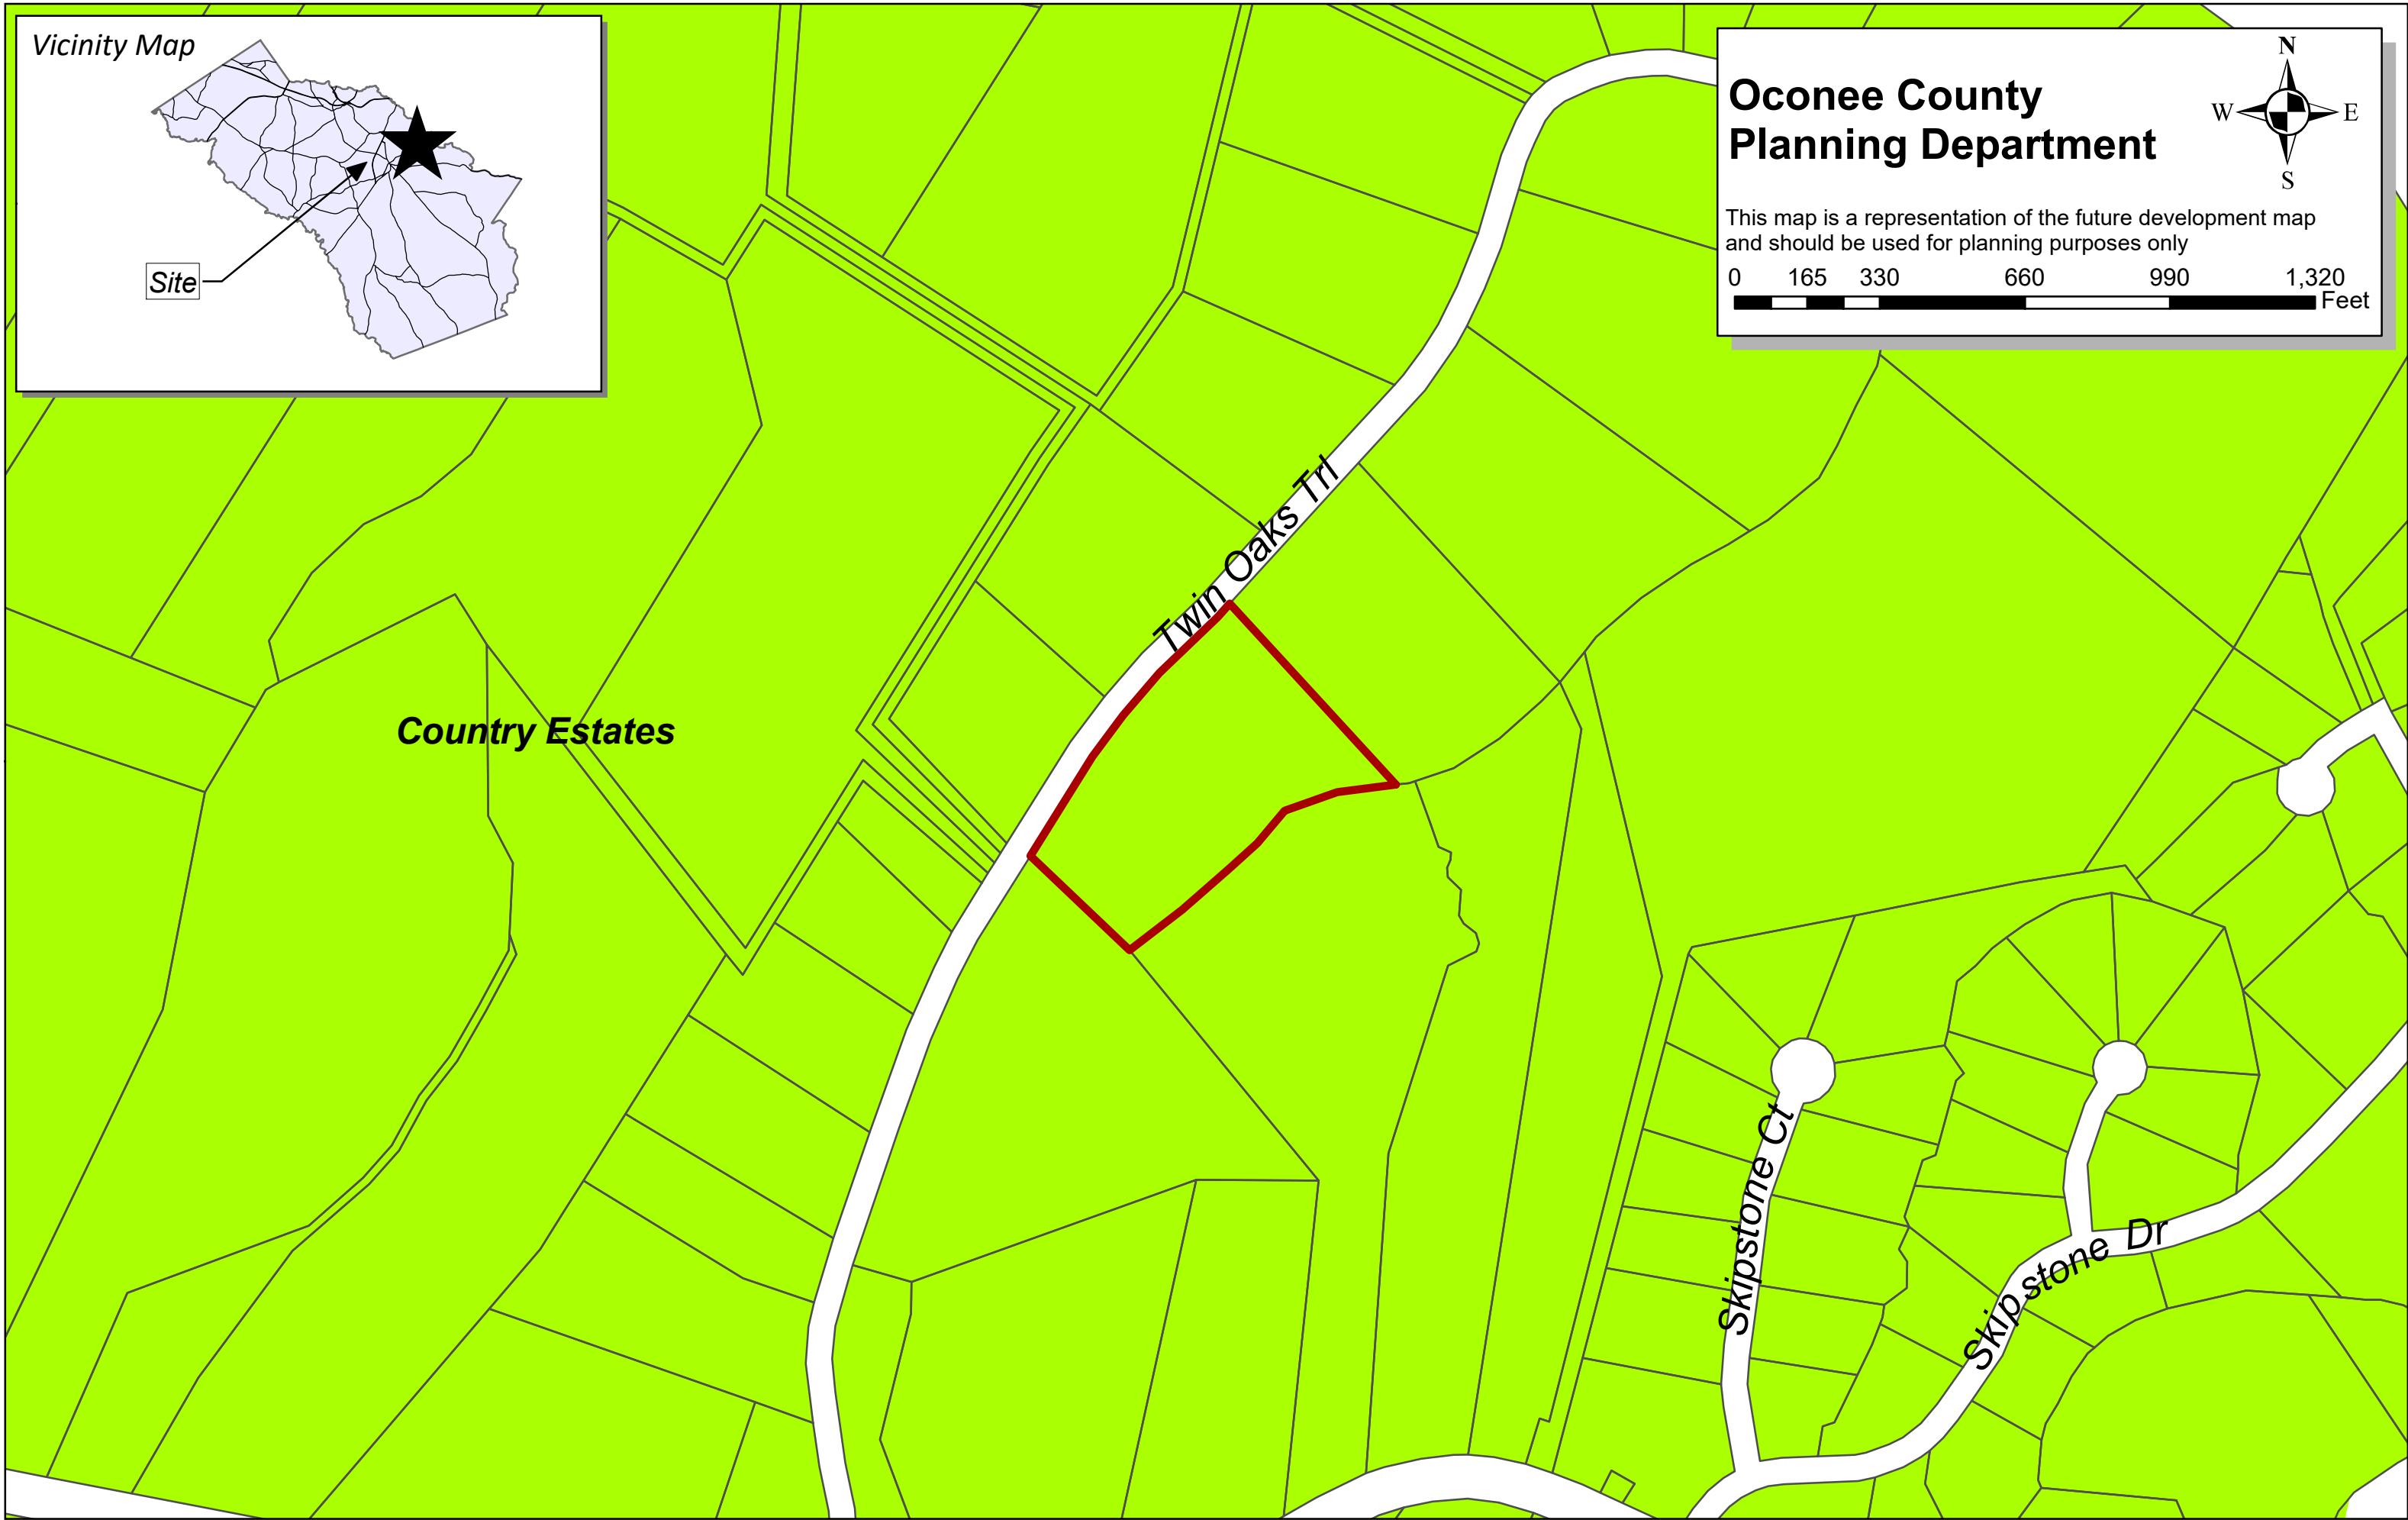 Vicinity Map
Site
Oconee County
Planning Department
N
W
E
S
This map is a representation of the future development map
and should be used for planning purposes only
0 165 330 660 990 1,320
Feet
Twin Oaks Trl
Country Estates
Skipstone Ct
Skipstone Dr